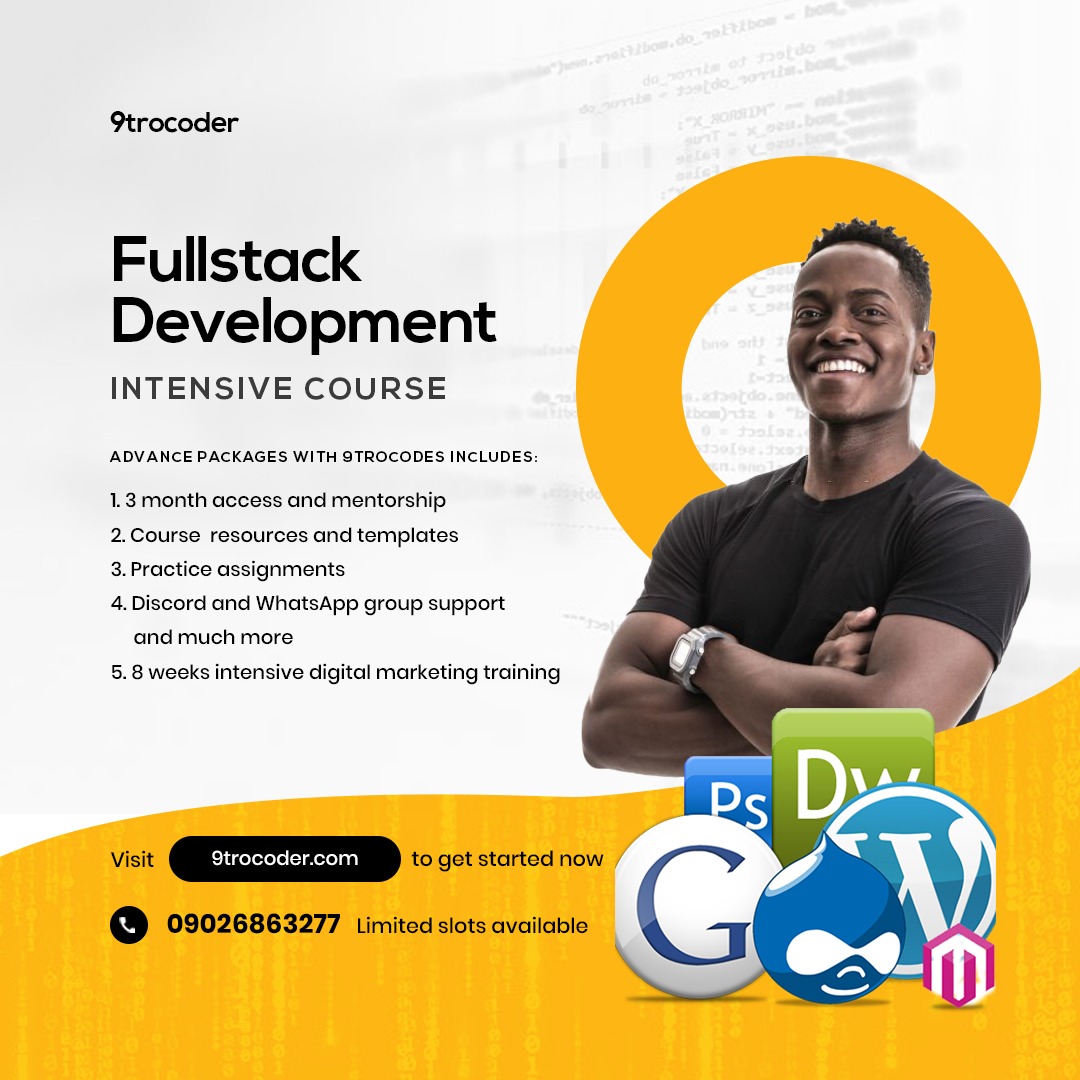 9trocoder
Fullstack
Development
INTENSIVE COURSE
ADVANCE PACKAGES WITH 9TROCODES INCLUDES:
1. 3 month access and mentorship
2. Course  resources and templates
3. Practice assignments
4. Discord and WhatsApp group support
and much more
5. 8 weeks intensive digital marketing training
Visit 9trocoder.com to get started now
09026863277 Limited slots available
Ps
Dw
G
W